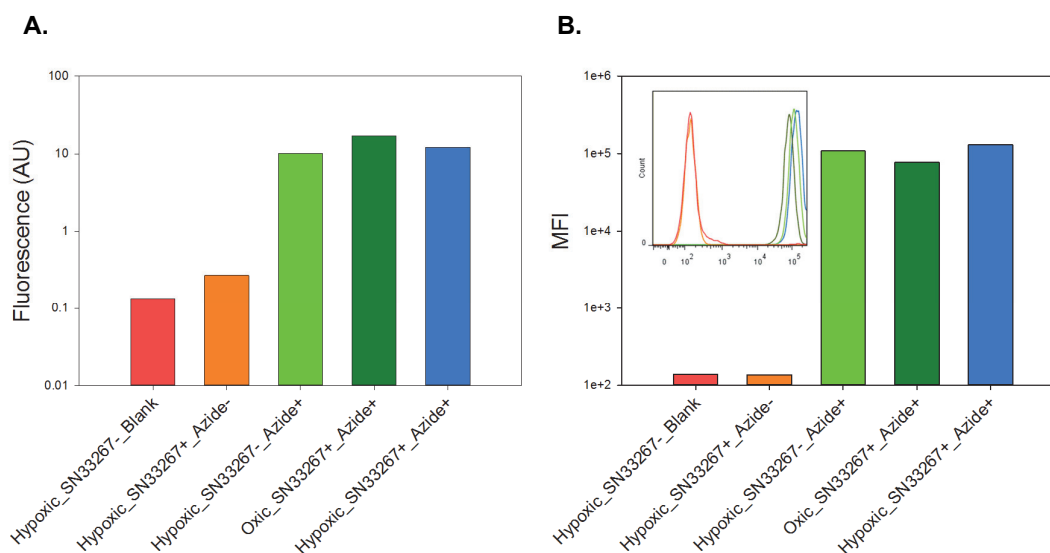 A.
B.
Fluorescence (AU)
100
10
1
0.1
0.01
Hypoxic_SN33267-_Blank
Hypoxic_SN33267+_Azide-
Hypoxic_SN33267-_Azide+
Oxic_SN33267+_Azide+
Hypoxic_SN33267+_Azide+
MFI
1e+6
1e+5
1e+4
1e+3
1e+2
Count
0
0 10² 10³ 10⁴ 10⁵
Hypoxic_SN33267-_Blank
Hypoxic_SN33267+_Azide-
Hypoxic_SN33267-_Azide+
Oxic_SN33267+_Azide+
Hypoxic_SN33267+_Azide+